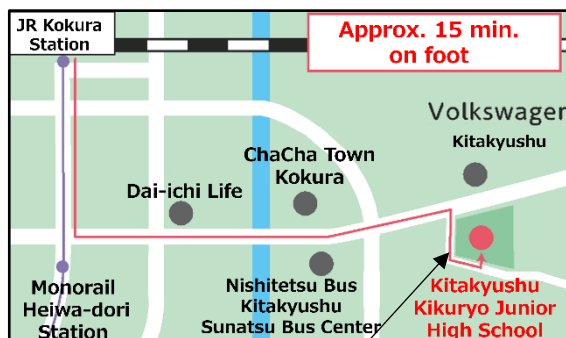 JR Kokura
Station
Approx. 15 min.
on foot
Volkswagen
Kitakyushu
ChaCha Town
Kokura
Dai-ichi Life
Monorail
Heiwa-dori
Station
Nishitetsu Bus
Kitakyushu
Sunatsu Bus Center
Kitakyushu
Kikuryo Junior
High School